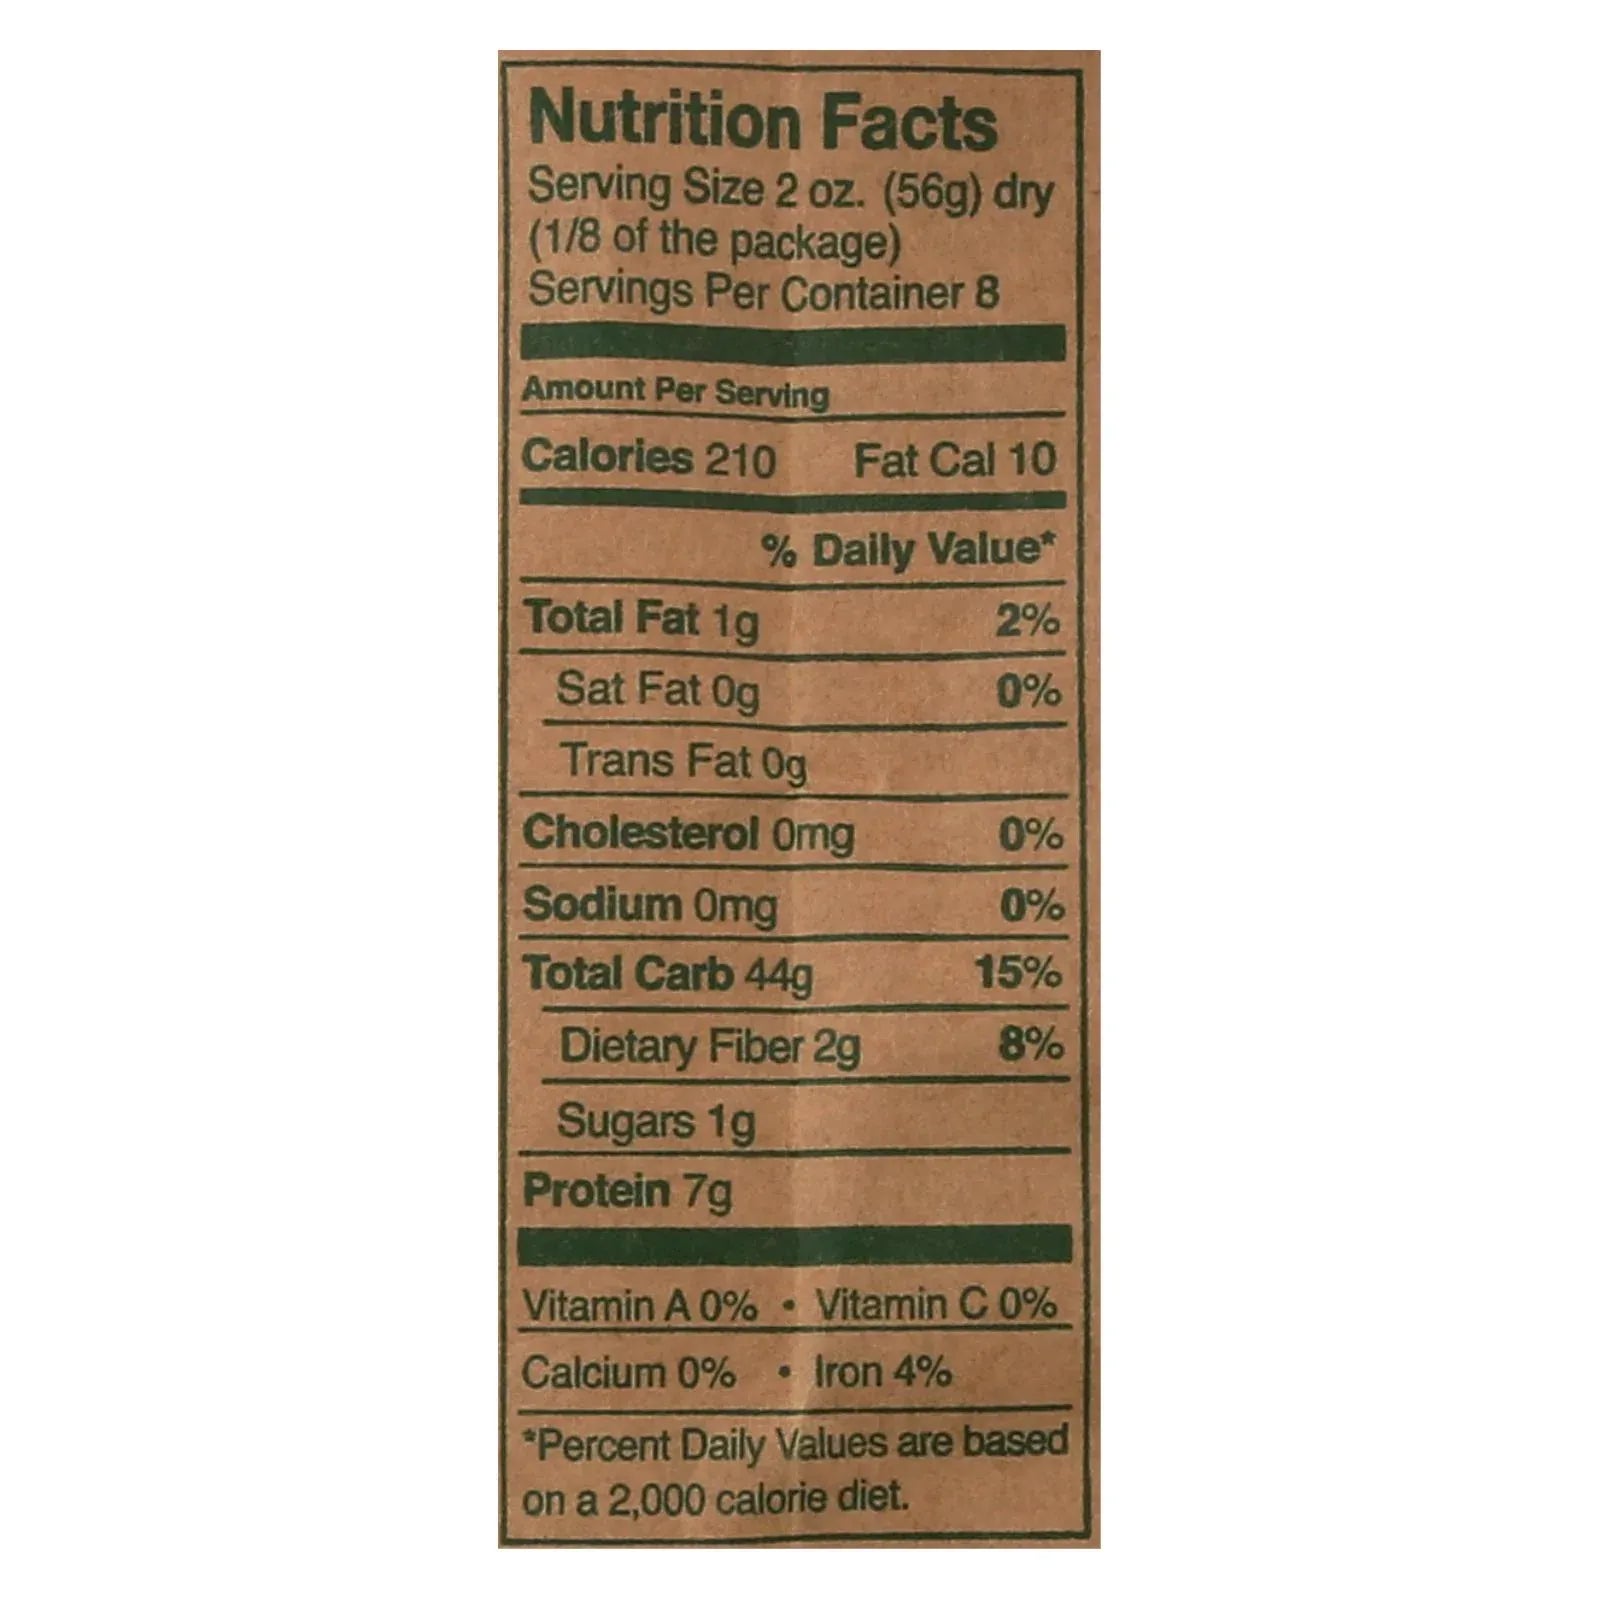 Nutrition Facts
Serving Size 2 oz. (56g) dry
(1/8 of the package)
Servings Per Container 8
Amount Per Serving
Calories 210 Fat Cal 10
% Daily Value*
Total Fat 1g 2%
Sat Fat 0g 0%
Trans Fat 0g
Cholesterol 0mg 0%
Sodium 0mg 0%
Total Carb 44g 15%
Dietary Fiber 2g 8%
Sugars 1g
Protein 7g
Vitamin A 0% • Vitamin C 0%
Calcium 0% • Iron 4%
*Percent Daily Values are based
on a 2,000 calorie diet.